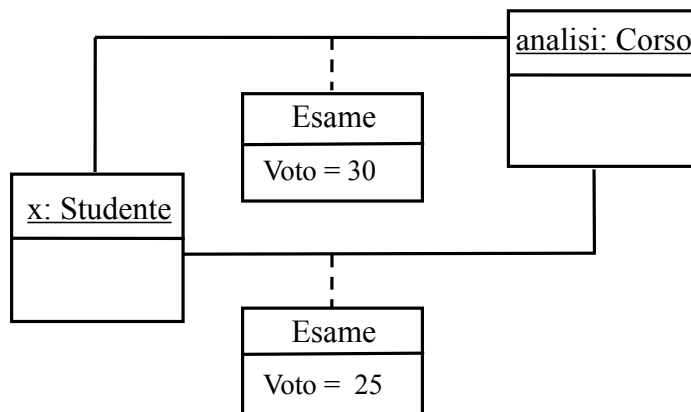 analisi: Corso
Esame
Voto = 30
x: Studente
Esame
Voto = 25